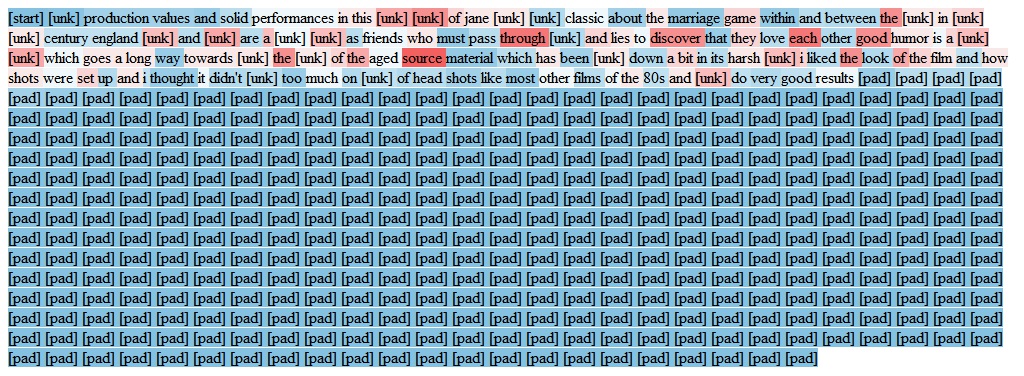 [start] [unk] production values and solid performances in this [unk] [unk] of jane [unk] [unk] classic about the marriage game within and between the [unk] in [unk]
[unk] century england [unk] and [unk] are a [unk] [unk] as friends who must pass through [unk] and lies to discover that they love each other good humor is a [unk]
[unk] which goes a long way towards [unk] the [unk] of the aged source material which has been [unk] down a bit in its harsh [unk] i liked the look of the film and how
shots were set up and i thought it didn't [unk] too much on [unk] of head shots like most other films of the 80s and [unk] do very good results [pad] [pad] [pad] [pad]
[pad] [pad] [pad] [pad] [pad] [pad] [pad] [pad] [pad] [pad] [pad] [pad] [pad] [pad] [pad] [pad] [pad] [pad] [pad] [pad] [pad] [pad] [pad] [pad] [pad] [pad] [pad]
[pad] [pad] [pad] [pad] [pad] [pad] [pad] [pad] [pad] [pad] [pad] [pad] [pad] [pad] [pad] [pad] [pad] [pad] [pad] [pad] [pad] [pad] [pad] [pad] [pad] [pad] [pad]
[pad] [pad] [pad] [pad] [pad] [pad] [pad] [pad] [pad] [pad] [pad] [pad] [pad] [pad] [pad] [pad] [pad] [pad] [pad] [pad] [pad] [pad] [pad] [pad] [pad] [pad] [pad]
[pad] [pad] [pad] [pad] [pad] [pad] [pad] [pad] [pad] [pad] [pad] [pad] [pad] [pad] [pad] [pad] [pad] [pad] [pad] [pad] [pad] [pad] [pad] [pad] [pad] [pad] [pad]
[pad] [pad] [pad] [pad] [pad] [pad] [pad] [pad] [pad] [pad] [pad] [pad] [pad] [pad] [pad] [pad] [pad] [pad] [pad] [pad] [pad] [pad] [pad] [pad] [pad] [pad] [pad]
[pad] [pad] [pad] [pad] [pad] [pad] [pad] [pad] [pad] [pad] [pad] [pad] [pad] [pad] [pad] [pad] [pad] [pad] [pad] [pad] [pad] [pad] [pad] [pad] [pad] [pad] [pad]
[pad] [pad] [pad] [pad] [pad] [pad] [pad] [pad] [pad] [pad] [pad] [pad] [pad] [pad] [pad] [pad] [pad] [pad] [pad] [pad] [pad] [pad] [pad] [pad] [pad] [pad] [pad]
[pad] [pad] [pad] [pad] [pad] [pad] [pad] [pad] [pad] [pad] [pad] [pad] [pad] [pad] [pad] [pad] [pad] [pad] [pad] [pad] [pad] [pad] [pad] [pad] [pad] [pad] [pad]
[pad] [pad] [pad] [pad] [pad] [pad] [pad] [pad] [pad] [pad] [pad] [pad] [pad] [pad] [pad] [pad] [pad] [pad] [pad] [pad] [pad] [pad] [pad] [pad] [pad] [pad] [pad]
[pad] [pad] [pad] [pad] [pad] [pad] [pad] [pad] [pad] [pad] [pad] [pad] [pad] [pad] [pad] [pad] [pad] [pad] [pad] [pad] [pad] [pad] [pad] [pad] [pad] [pad] [pad]
[pad] [pad] [pad] [pad] [pad] [pad] [pad] [pad] [pad] [pad] [pad] [pad] [pad] [pad] [pad] [pad] [pad] [pad] [pad] [pad] [pad] [pad] [pad] [pad] [pad] [pad] [pad]
[pad] [pad] [pad] [pad] [pad] [pad] [pad] [pad] [pad] [pad] [pad] [pad] [pad] [pad] [pad] [pad] [pad] [pad] [pad] [pad] [pad] [pad] [pad] [pad] [pad] [pad] [pad]
[pad] [pad] [pad] [pad] [pad] [pad] [pad] [pad] [pad] [pad] [pad] [pad] [pad] [pad] [pad] [pad] [pad] [pad] [pad] [pad] [pad] [pad] [pad] [pad] [pad] [pad] [pad]
[pad] [pad] [pad] [pad] [pad] [pad] [pad] [pad] [pad] [pad] [pad] [pad] [pad] [pad] [pad] [pad] [pad] [pad] [pad] [pad] [pad] [pad]